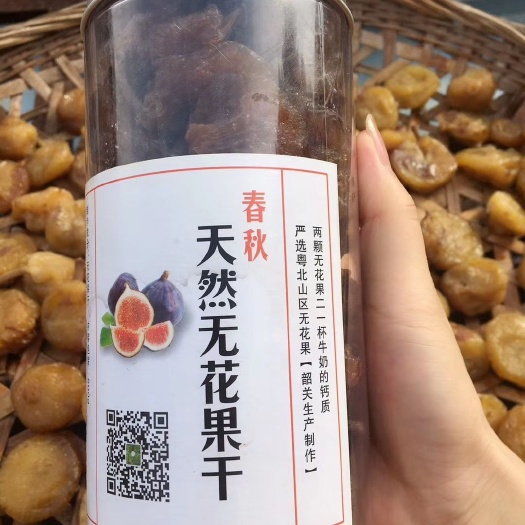 春秋
天然无花果干
两颗无花果二一杯牛奶的钙质
严选粤北山区无花果【韶关生产制作】